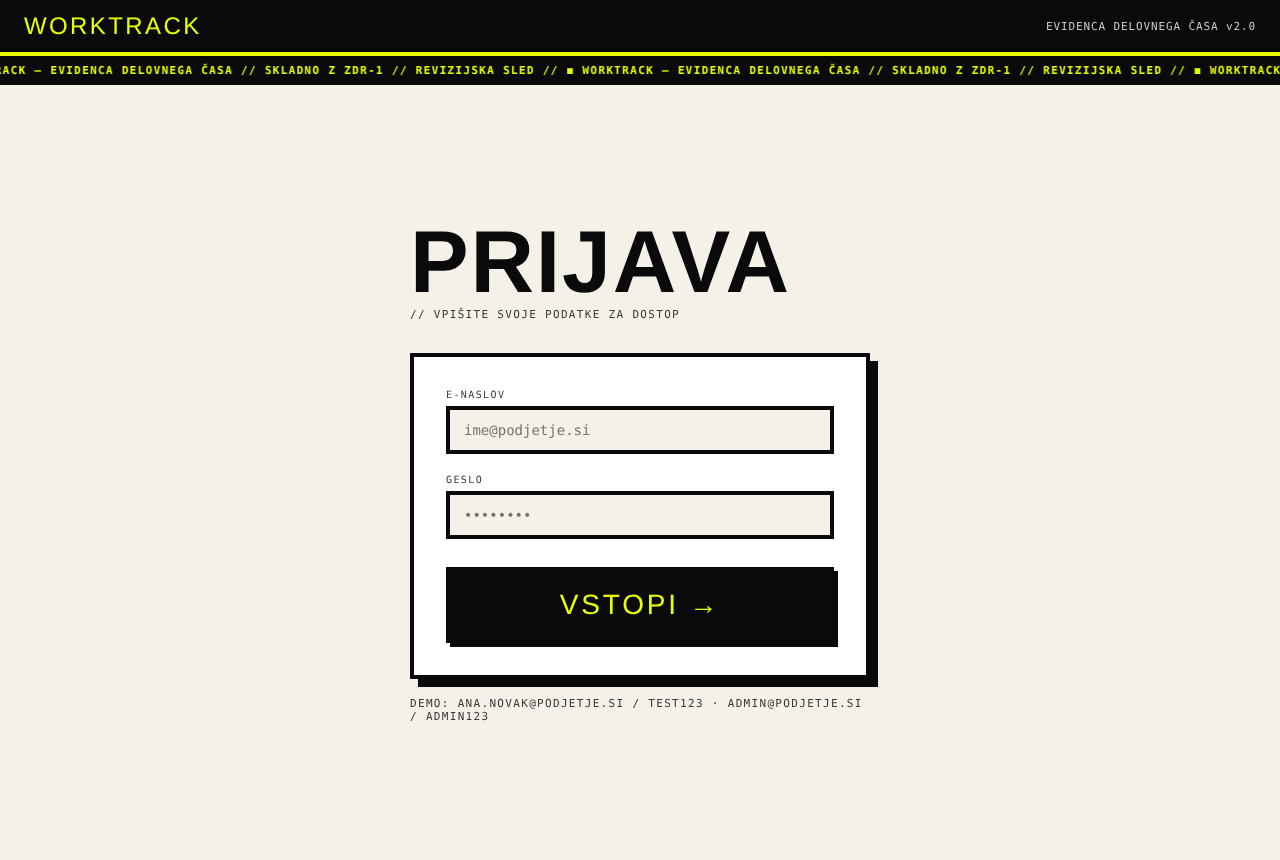 WORKTRACK
EVIDENCA DELOVNEGA ČASA v2.0
RACK — EVIDENCA DELOVNEGA ČASA // SKLADNO Z ZDR-1 // REVIZIJSKA SLED // ■ WORKTRACK — EVIDENCA DELOVNEGA ČASA // SKLADNO Z ZDR-1 // REVIZIJSKA SLED // ■ WORKTRACK
PRIJAVA
// VPIŠITE SVOJE PODATKE ZA DOSTOP
E-NASLOV
ime@podjetje.si
GESLO
••••••••
VSTOPI →
DEMO: ANA.NOVAK@PODJETJE.SI / TEST123 · ADMIN@PODJETJE.SI
/ ADMIN123